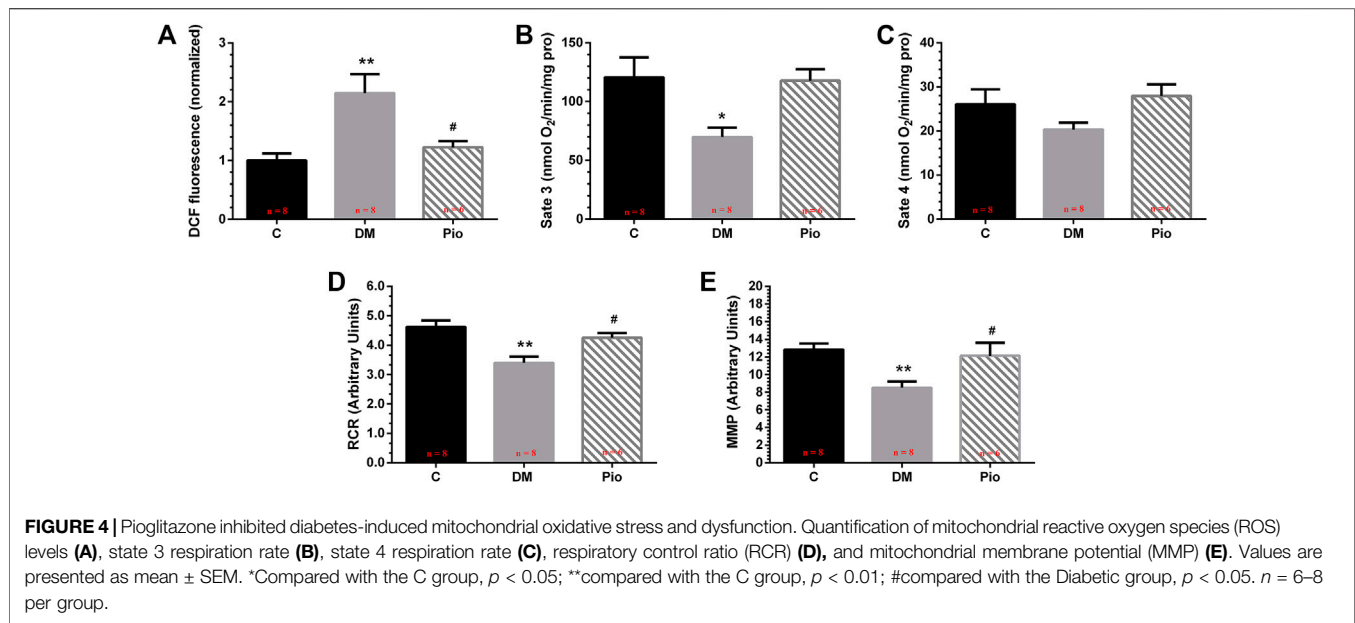 A
DCF fluorescence (normalized)
3
2
1
0
**
#
n = 8
n = 8
n = 6
C
DM
Pio
B
Sate 3 (nmol O2/min/mg pro)
150
100
50
0
*
n = 8
n = 8
n = 6
C
DM
Pio
C
Sate 4 (nmol O2/min/mg pro)
40
30
20
10
0
n = 8
n = 8
n = 6
C
DM
Pio
D
RCR (Arbitrary Uinits)
6.0
5.0
4.0
3.0
2.0
1.0
0.0
**
#
n = 8
n = 8
n = 6
C
DM
Pio
E
MMP (Arbitrary Uinits)
20
18
16
14
12
10
8
6
4
2
0
**
#
n = 8
n = 8
n = 6
C
DM
Pio
FIGURE 4 | Pioglitazone inhibited diabetes-induced mitochondrial oxidative stress and dysfunction. Quantification of mitochondrial reactive oxygen species (ROS)
levels (A), state 3 respiration rate (B), state 4 respiration rate (C), respiratory control ratio (RCR) (D), and mitochondrial membrane potential (MMP) (E). Values are
presented as mean ± SEM. *Compared with the C group, p < 0.05; **compared with the C group, p < 0.01; #compared with the Diabetic group, p < 0.05. n = 6–8
per group.